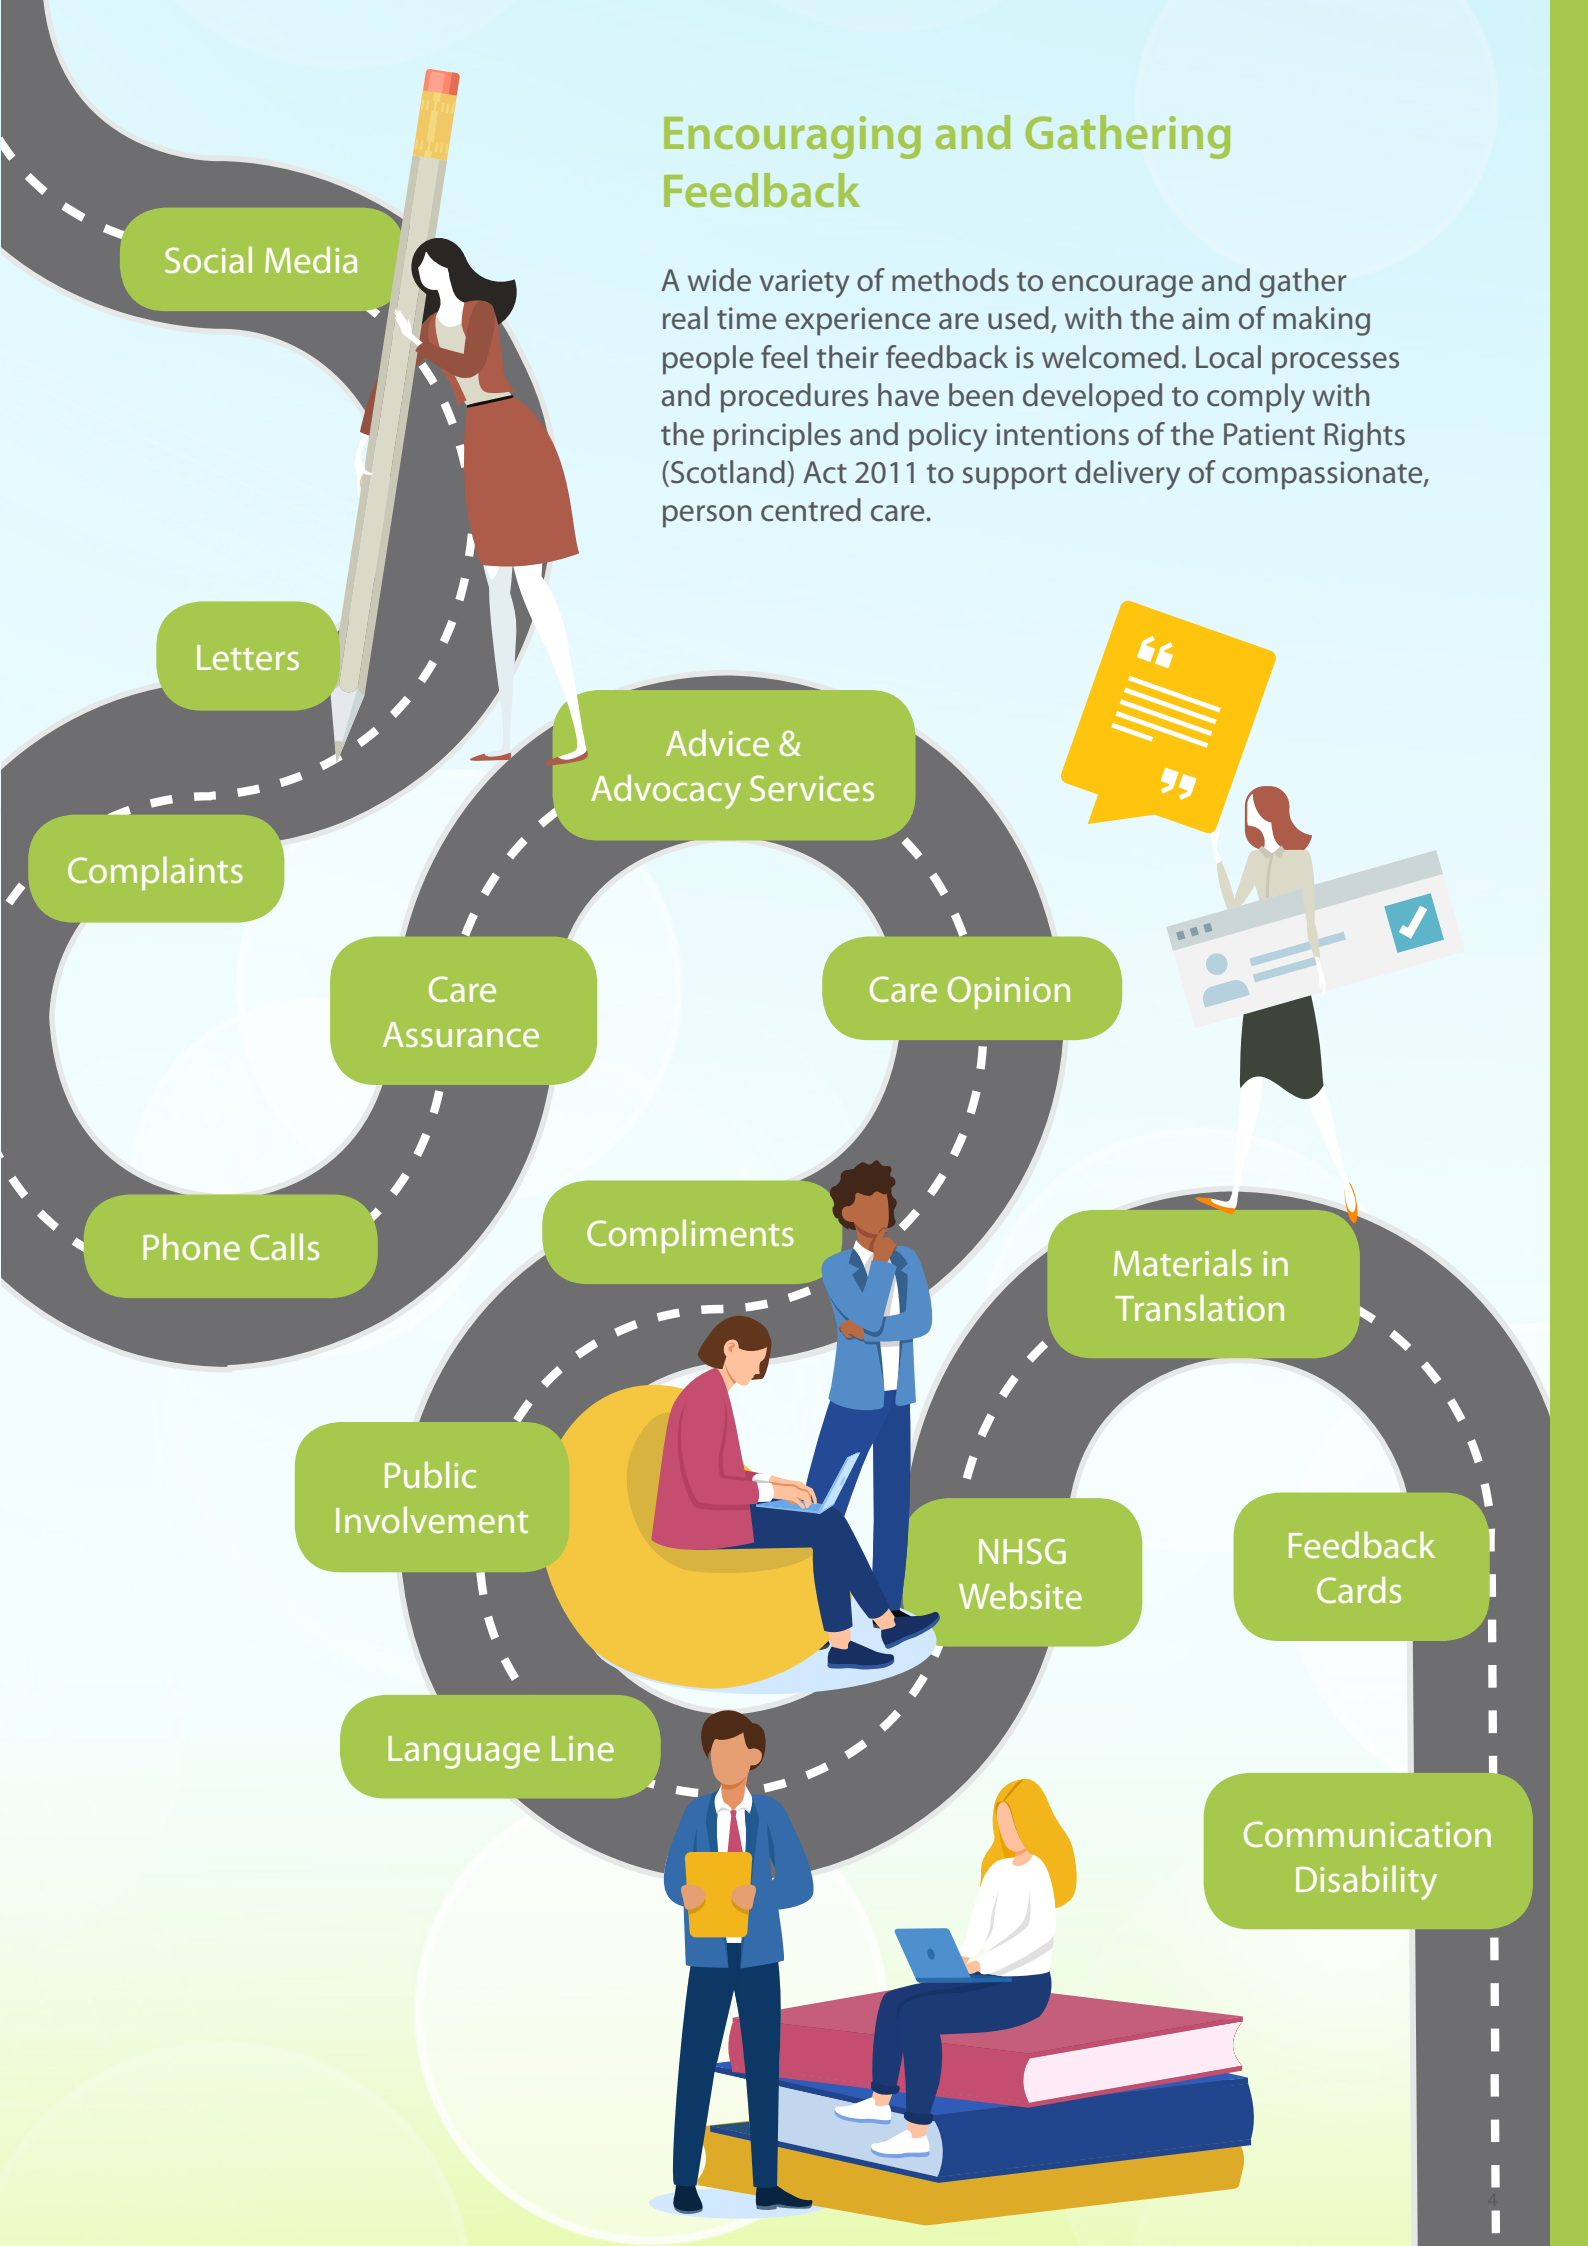 Encouraging and Gathering
Feedback
A wide variety of methods to encourage and gather
real time experience are used, with the aim of making
people feel their feedback is welcomed. Local processes
and procedures have been developed to comply with
the principles and policy intentions of the Patient Rights
(Scotland) Act 2011 to support delivery of compassionate,
person centred care.
Social Media
Letters
Advice &
Advocacy Services
Complaints
Care
Assurance
Care Opinion
Phone Calls
Compliments
Materials in
Translation
Public
Involvement
NHSG
Website
Feedback
Cards
Language Line
Communication
Disability
4